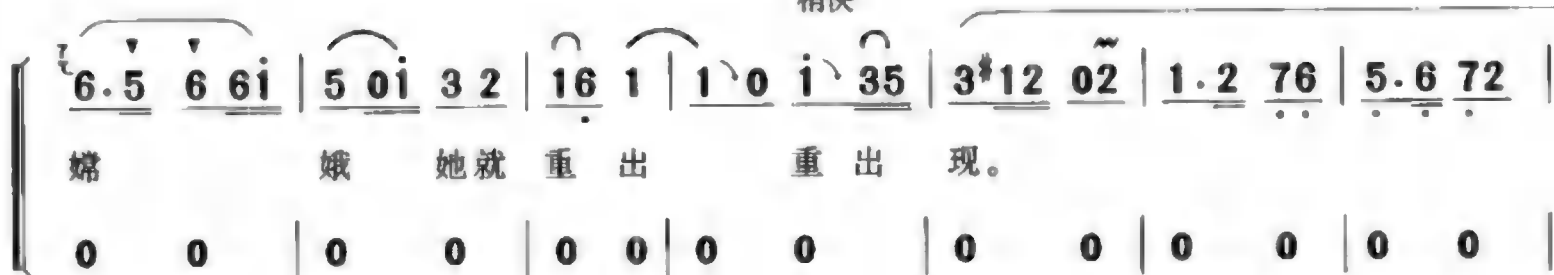 6.5 6 6i | 5 0i 3 2 | 16 1 | 1 0 i 35 | 3#12 02 | 1.2 76 | 5.6 72 |
嫦 娥 她就 重 出 重 出 现。
0 0 | 0 0 | 0 0 | 0 0 | 0 0 | 0 0 | 0 0 |